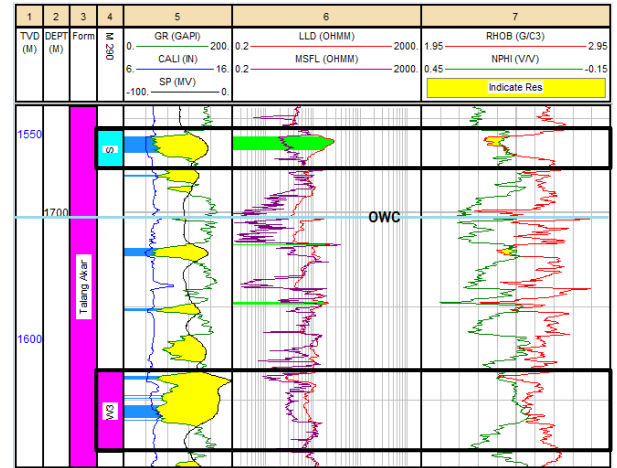 1 2 3 4 5 6 7
TVD (M) DEPT (M) Form M 290
GR (GAPI)
0. 200.
CALI (IN)
6. 16.
SP (MV)
-100. 0.
LLD (OHMM)
0.2 2000.
MSFL (OHMM)
0.2 2000.
RHOB (G/C3)
1.95 2.95
NPHI (V/V)
0.45 -0.15
Indicate Res
1550
S
1700
OWC
Talang Akar
1600
W3